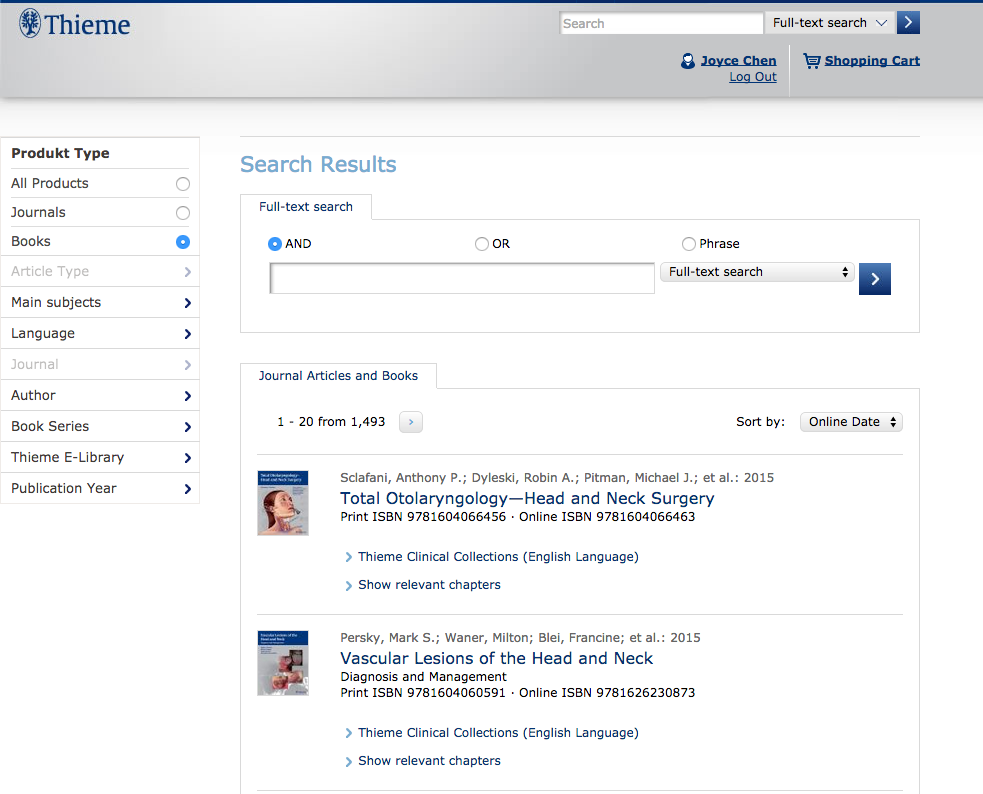 Thieme
Search
Full-text search
Joyce Chen
Log Out
Shopping Cart
Produkt Type
All Products
Journals
Books
Article Type
Main subjects
Language
Journal
Author
Book Series
Thieme E-Library
Publication Year
Search Results
Full-text search
AND
OR
Phrase
Full-text search
Journal Articles and Books
1 - 20 from 1,493
Sort by:
Online Date
Sclafani, Anthony P.; Dyleski, Robin A.; Pitman, Michael J.; et al.: 2015
Total Otolaryngology—Head and Neck Surgery
Print ISBN 9781604066456 · Online ISBN 9781604066463
Thieme Clinical Collections (English Language)
Show relevant chapters
Persky, Mark S.; Waner, Milton; Blei, Francine; et al.: 2015
Vascular Lesions of the Head and Neck
Diagnosis and Management
Print ISBN 9781604060591 · Online ISBN 9781626230873
Thieme Clinical Collections (English Language)
Show relevant chapters